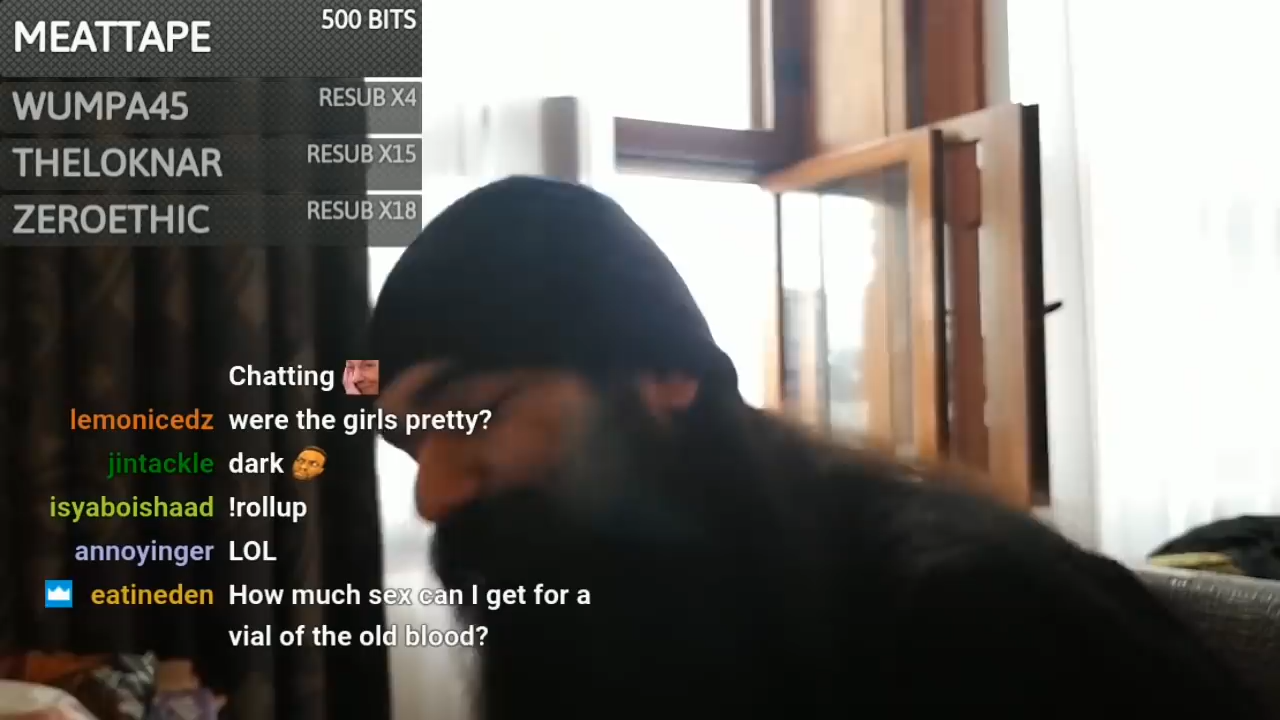 MEATTAPE 500 BITS
WUMPA45 RESUB X4
THELOKNAR RESUB X15
ZEROETHIC RESUB X18
Chatting
lemonicedz were the girls pretty?
jintackle dark
isyaboishaad !rollup
annoyinger LOL
eatineden How much sex can I get for a
vial of the old blood?